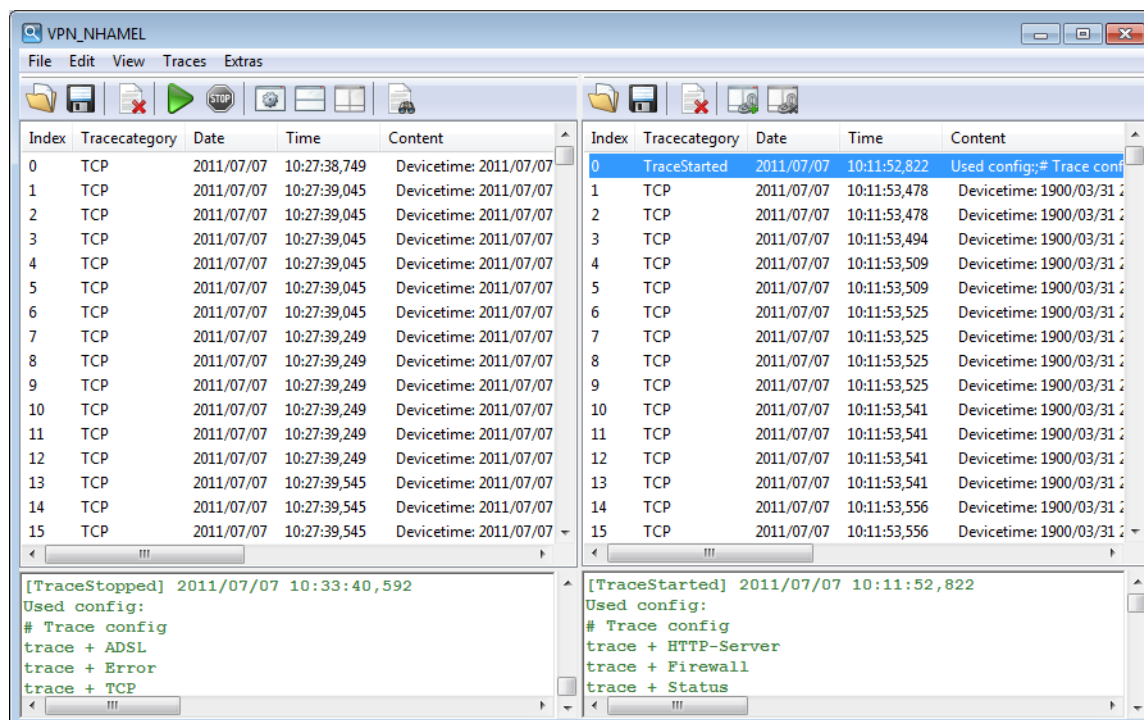 VPN_NHAMEL
File Edit View Traces Extras
STOP
Index Tracecategory Date Time Content
0 TCP 2011/07/07 10:27:38,749 Devicetime: 2011/07/07
1 TCP 2011/07/07 10:27:39,045 Devicetime: 2011/07/07
2 TCP 2011/07/07 10:27:39,045 Devicetime: 2011/07/07
3 TCP 2011/07/07 10:27:39,045 Devicetime: 2011/07/07
4 TCP 2011/07/07 10:27:39,045 Devicetime: 2011/07/07
5 TCP 2011/07/07 10:27:39,045 Devicetime: 2011/07/07
6 TCP 2011/07/07 10:27:39,045 Devicetime: 2011/07/07
7 TCP 2011/07/07 10:27:39,249 Devicetime: 2011/07/07
8 TCP 2011/07/07 10:27:39,249 Devicetime: 2011/07/07
9 TCP 2011/07/07 10:27:39,249 Devicetime: 2011/07/07
10 TCP 2011/07/07 10:27:39,249 Devicetime: 2011/07/07
11 TCP 2011/07/07 10:27:39,249 Devicetime: 2011/07/07
12 TCP 2011/07/07 10:27:39,249 Devicetime: 2011/07/07
13 TCP 2011/07/07 10:27:39,545 Devicetime: 2011/07/07
14 TCP 2011/07/07 10:27:39,545 Devicetime: 2011/07/07
15 TCP 2011/07/07 10:27:39,545 Devicetime: 2011/07/07
[TraceStopped] 2011/07/07 10:33:40,592
Used config:
# Trace config
trace + ADSL
trace + Error
trace + TCP
Index Tracecategory Date Time Content
0 TraceStarted 2011/07/07 10:11:52,822 Used config:;# Trace conf
1 TCP 2011/07/07 10:11:53,478 Devicetime: 1900/03/31 2
2 TCP 2011/07/07 10:11:53,478 Devicetime: 1900/03/31 2
3 TCP 2011/07/07 10:11:53,494 Devicetime: 1900/03/31 2
4 TCP 2011/07/07 10:11:53,509 Devicetime: 1900/03/31 2
5 TCP 2011/07/07 10:11:53,509 Devicetime: 1900/03/31 2
6 TCP 2011/07/07 10:11:53,525 Devicetime: 1900/03/31 2
7 TCP 2011/07/07 10:11:53,525 Devicetime: 1900/03/31 2
8 TCP 2011/07/07 10:11:53,525 Devicetime: 1900/03/31 2
9 TCP 2011/07/07 10:11:53,525 Devicetime: 1900/03/31 2
10 TCP 2011/07/07 10:11:53,541 Devicetime: 1900/03/31 2
11 TCP 2011/07/07 10:11:53,541 Devicetime: 1900/03/31 2
12 TCP 2011/07/07 10:11:53,541 Devicetime: 1900/03/31 2
13 TCP 2011/07/07 10:11:53,541 Devicetime: 1900/03/31 2
14 TCP 2011/07/07 10:11:53,556 Devicetime: 1900/03/31 2
15 TCP 2011/07/07 10:11:53,556 Devicetime: 1900/03/31 2
[TraceStarted] 2011/07/07 10:11:52,822
Used config:
# Trace config
trace + HTTP-Server
trace + Firewall
trace + Status